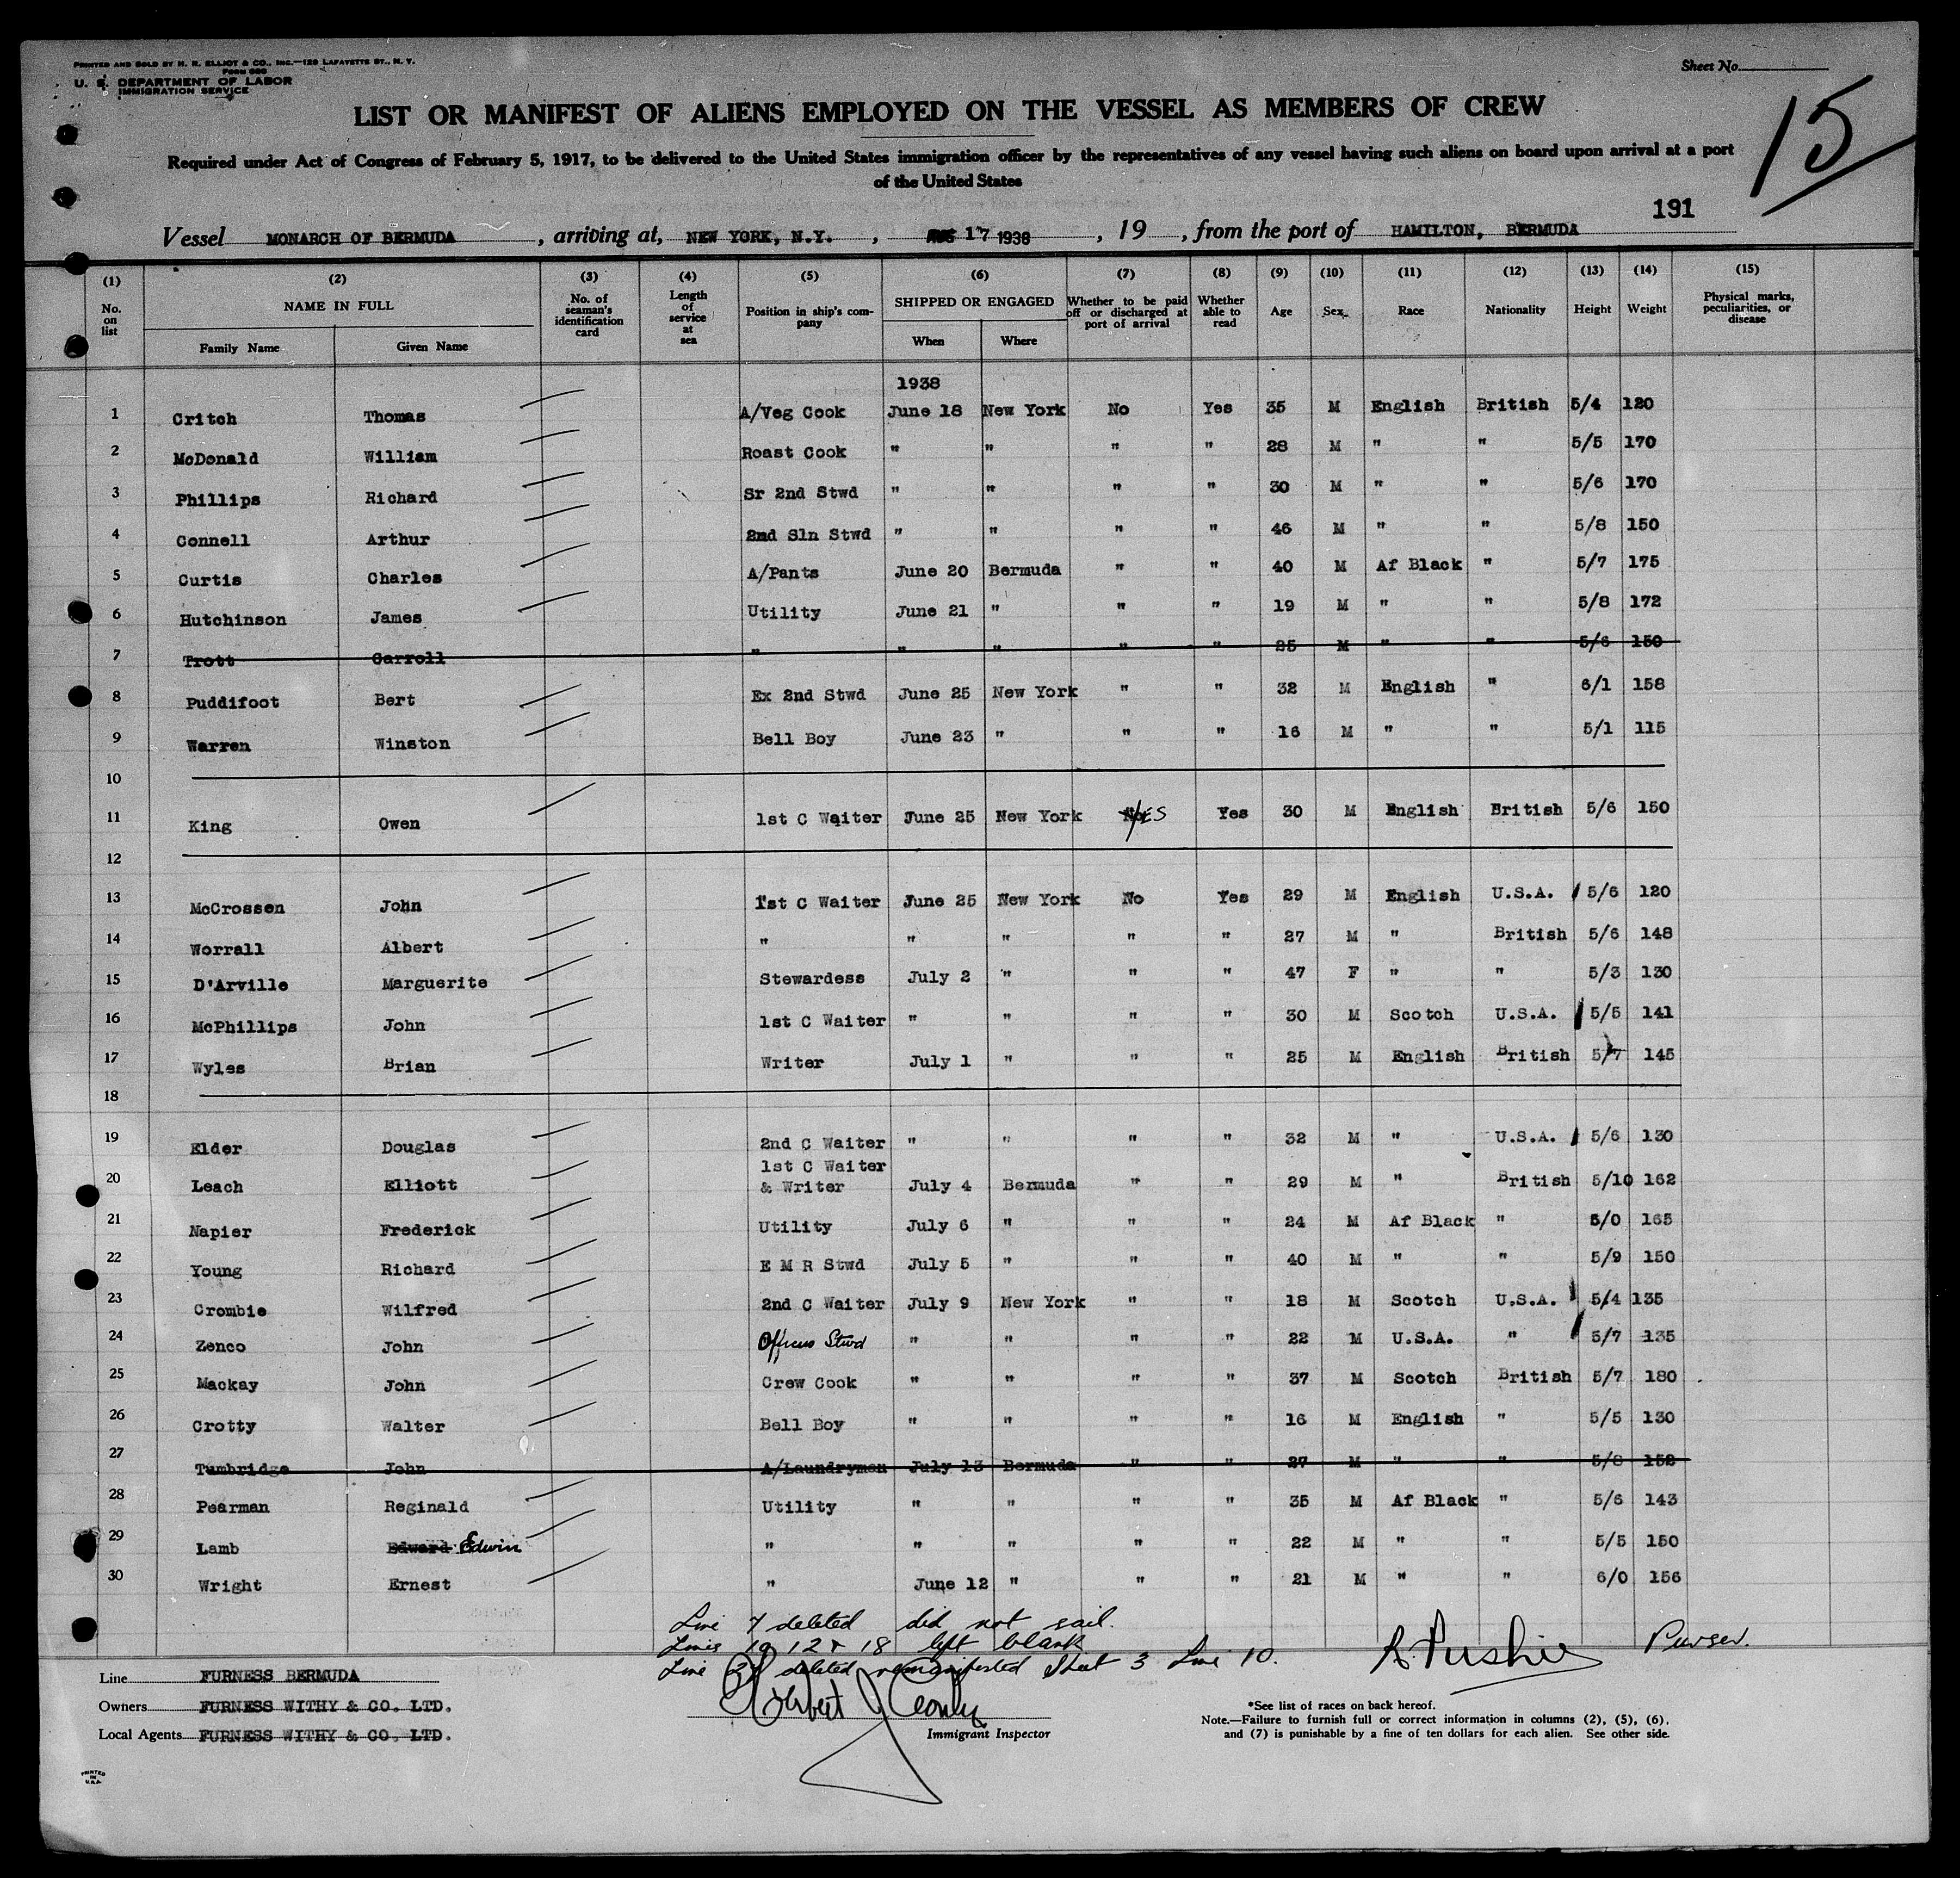 PRINTED AND SOLD BY H. R. ELLIOT & CO., INC.—129 LAFAYETTE ST., N. Y.
Form 689
U. S. DEPARTMENT OF LABOR
IMMIGRATION SERVICE
Sheet No.
15
LIST OR MANIFEST OF ALIENS EMPLOYED ON THE VESSEL AS MEMBERS OF CREW
Required under Act of Congress of February 5, 1917, to be delivered to the United States immigration officer by the representatives of any vessel having such aliens on board upon arrival at a port
of the United States
191
Vessel MONARCH OF BERMUDA, arriving at, NEW YORK, N.Y., AUG 17 1938, 19 , from the port of HAMILTON, BERMUDA
(1) (2) (3) (4) (5) (6) (7) (8) (9) (10) (11) (12) (13) (14) (15)
No. on list NAME IN FULL Family Name Given Name No. of seaman's identification card Length of service at sea Position in ship's company SHIPPED OR ENGAGED When Where Whether to be paid off or discharged at port of arrival Whether able to read Age Sex Race Nationality Height Weight Physical marks, peculiarities, or disease
1938
1 Critch Thomas A/Veg Cook June 18 New York No Yes 35 M English British 5/4 120
2 McDonald William Roast Cook " " " " 28 M " " 5/5 170
3 Phillips Richard Sr 2nd Stwd " " " " 30 M " " 5/6 170
4 Connell Arthur 2nd Sln Stwd " " " " 46 M " " 5/8 150
5 Curtis Charles A/Pants June 20 Bermuda " " 40 M Af Black " 5/7 175
6 Hutchinson James Utility June 21 " " " 19 M " " 5/8 172
7 Trott Carroll " " " " " 25 M " " 5/6 150
8 Puddifoot Bert Ex 2nd Stwd June 25 New York " " 32 M English " 6/1 158
9 Warren Winston Bell Boy June 23 " " " 16 M " " 5/1 115
10
11 King Owen 1st C Waiter June 25 New York No YES Yes 30 M English British 5/6 150
12
13 McCrossen John 1st C Waiter June 25 New York No Yes 29 M English U.S.A. 5/6 120
14 Worrall Albert " " " " " 27 M " British 5/6 148
15 D'Arville Marguerite Stewardess July 2 " " " 47 F " " 5/3 130
16 McPhillips John 1st C Waiter " " " " 30 M Scotch U.S.A. 5/5 141
17 Wyles Brian Writer July 1 " " " 25 M English British 5/7 145
18
19 Elder Douglas 2nd C Waiter " " " " 32 M " U.S.A. 5/6 130
20 Leach Elliott 1st C Waiter & Writer July 4 Bermuda " " 29 M " British 5/10 162
21 Napier Frederick Utility July 6 " " " 24 M Af Black " 6/0 165
22 Young Richard E M R Stwd July 5 " " " 40 M " " 5/9 150
23 Crombie Wilfred 2nd C Waiter July 9 New York " " 18 M Scotch U.S.A. 5/4 135
24 Zenco John Officers Stwd " " " " 22 M U.S.A. " 5/7 135
25 Mackay John Crew Cook " " " " 37 M Scotch British 5/7 180
26 Crotty Walter Bell Boy " " " " 16 M English " 5/5 130
27 Tumbridge John A/Laundryman July 13 Bermuda " " 27 M " " 5/8 152
28 Pearman Reginald Utility " " " " 35 M Af Black " 5/6 143
29 Lamb Edward Edwin " " " " " 22 M " " 5/5 150
30 Wright Ernest " June 12 " " " 21 M " " 6/0 156
Line 7 deleted did not sail.
Lines 10 12 & 18 left blank
Line 27 deleted remanifested Sheet 3 Line 10.
Purser.
Line FURNESS BERMUDA
Owners FURNESS WITHY & CO. LTD.
Local Agents FURNESS WITHY & CO. LTD.
Immigrant Inspector
*See list of races on back hereof.
Note.—Failure to furnish full or correct information in columns (2), (5), (6),
and (7) is punishable by a fine of ten dollars for each alien. See other side.
PRINTED
IN
U.S.A.